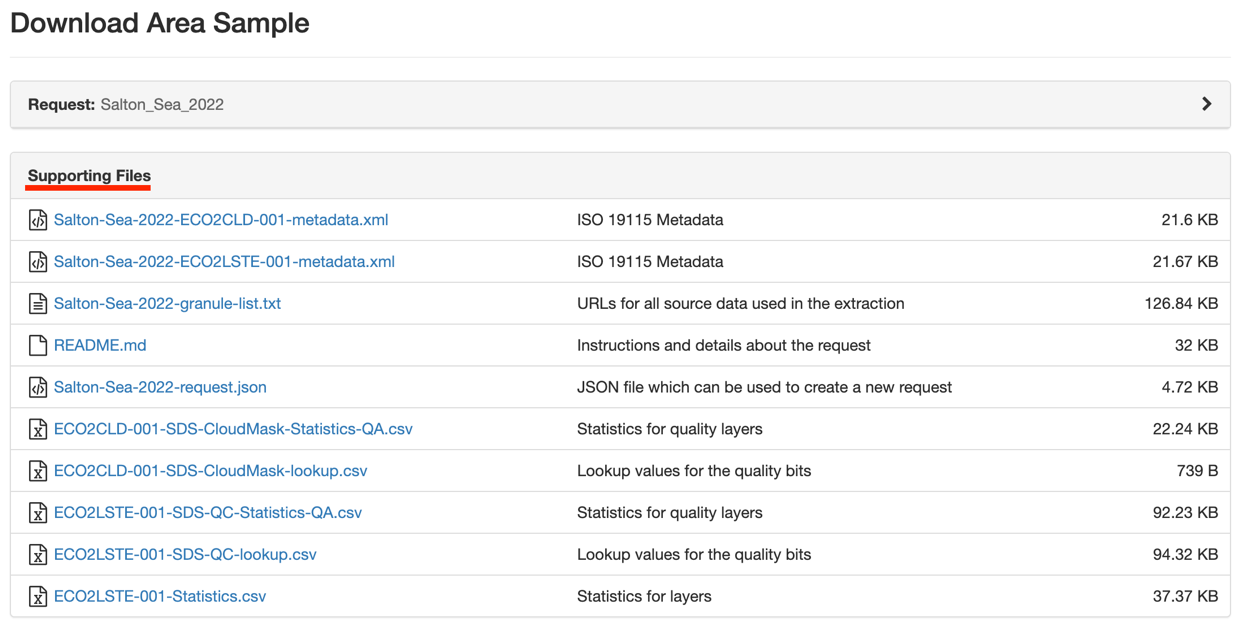 Download Area Sample
Request: Salton_Sea_2022
Supporting Files
Salton-Sea-2022-ECO2CLD-001-metadata.xml ISO 19115 Metadata 21.6 KB
Salton-Sea-2022-ECO2LSTE-001-metadata.xml ISO 19115 Metadata 21.67 KB
Salton-Sea-2022-granule-list.txt URLs for all source data used in the extraction 126.84 KB
README.md Instructions and details about the request 32 KB
Salton-Sea-2022-request.json JSON file which can be used to create a new request 4.72 KB
ECO2CLD-001-SDS-CloudMask-Statistics-QA.csv Statistics for quality layers 22.24 KB
ECO2CLD-001-SDS-CloudMask-lookup.csv Lookup values for the quality bits 739 B
ECO2LSTE-001-SDS-QC-Statistics-QA.csv Statistics for quality layers 92.23 KB
ECO2LSTE-001-SDS-QC-lookup.csv Lookup values for the quality bits 94.32 KB
ECO2LSTE-001-Statistics.csv Statistics for layers 37.37 KB